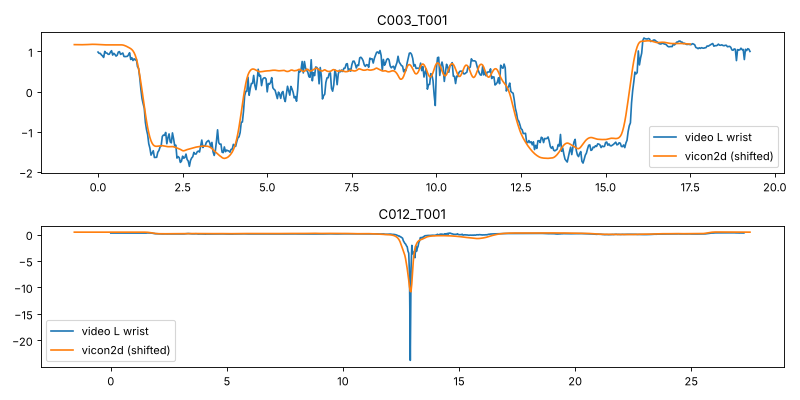 C003_T001
1
0
−1
−2
0.0 2.5 5.0 7.5 10.0 12.5 15.0 17.5 20.0
video L wrist
vicon2d (shifted)
C012_T001
0
−5
−10
−15
−20
0 5 10 15 20 25
video L wrist
vicon2d (shifted)